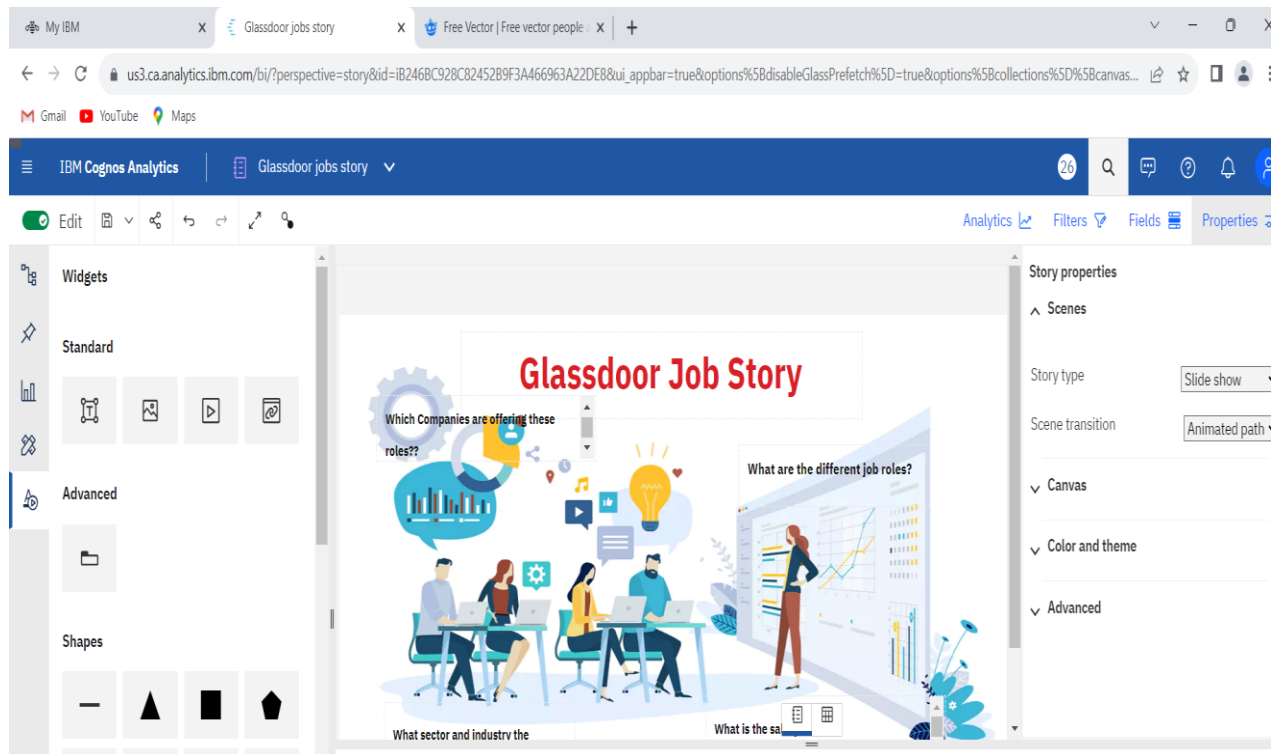 My IBM
Glassdoor jobs story
Free Vector | Free vector people
us3.ca.analytics.ibm.com/bi/?perspective=story&id=iB246BC928C82452B9F3A466963A22DE8&ui_appbar=true&options%5BdisableGlassPrefetch%5D=true&options%5Bcollections%5D%5Bcanvas...
Gmail YouTube Maps
IBM Cognos Analytics Glassdoor jobs story 26
Edit Analytics Filters Fields Properties
Widgets
Standard
Advanced
Shapes
Glassdoor Job Story
Which Companies are offering these
roles??
What are the different job roles?
What sector and industry the
What is the
Story properties
Scenes
Story type Slide show
Scene transition Animated path
Canvas
Color and theme
Advanced